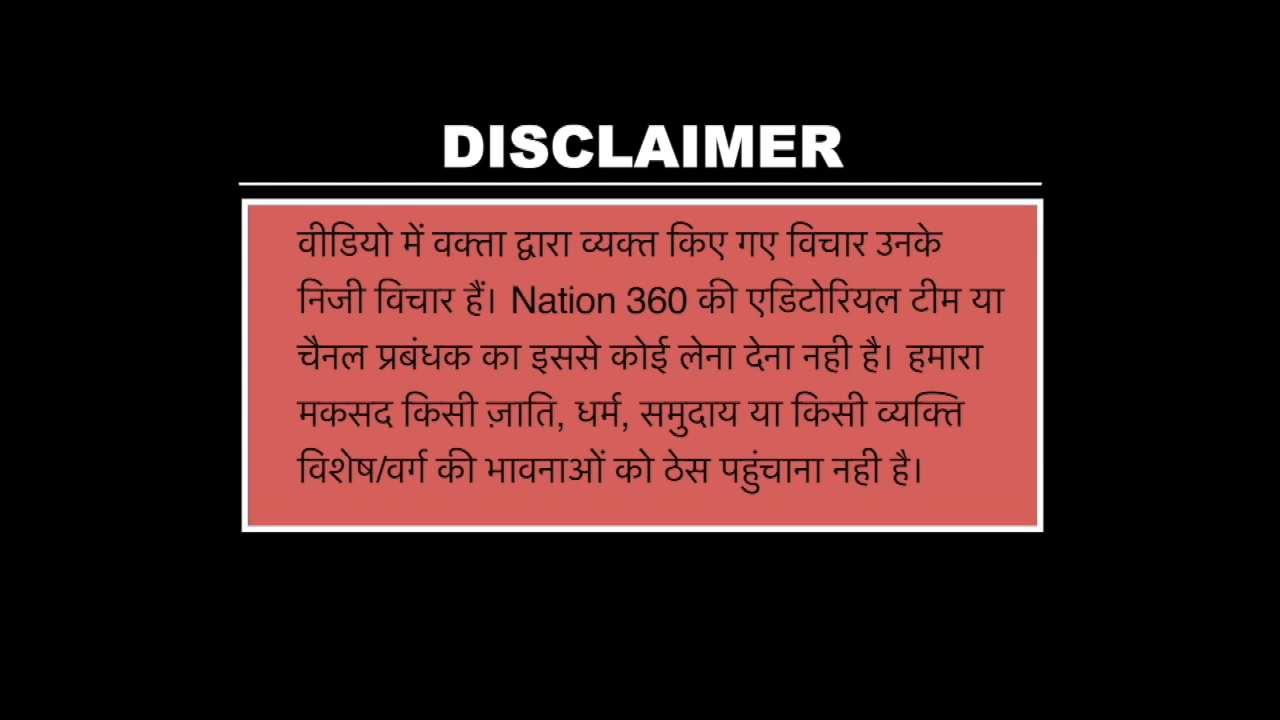 DISCLAIMER
वीडियो में वक्ता द्वारा व्यक्त किए गए विचार उनके
निजी विचार हैं। Nation 360 की एडिटोरियल टीम या
चैनल प्रबंधक का इससे कोई लेना देना नही है। हमारा
मकसद किसी ज़ाति, धर्म, समुदाय या किसी व्यक्ति
विशेष/वर्ग की भावनाओं को ठेस पहुंचाना नही है।